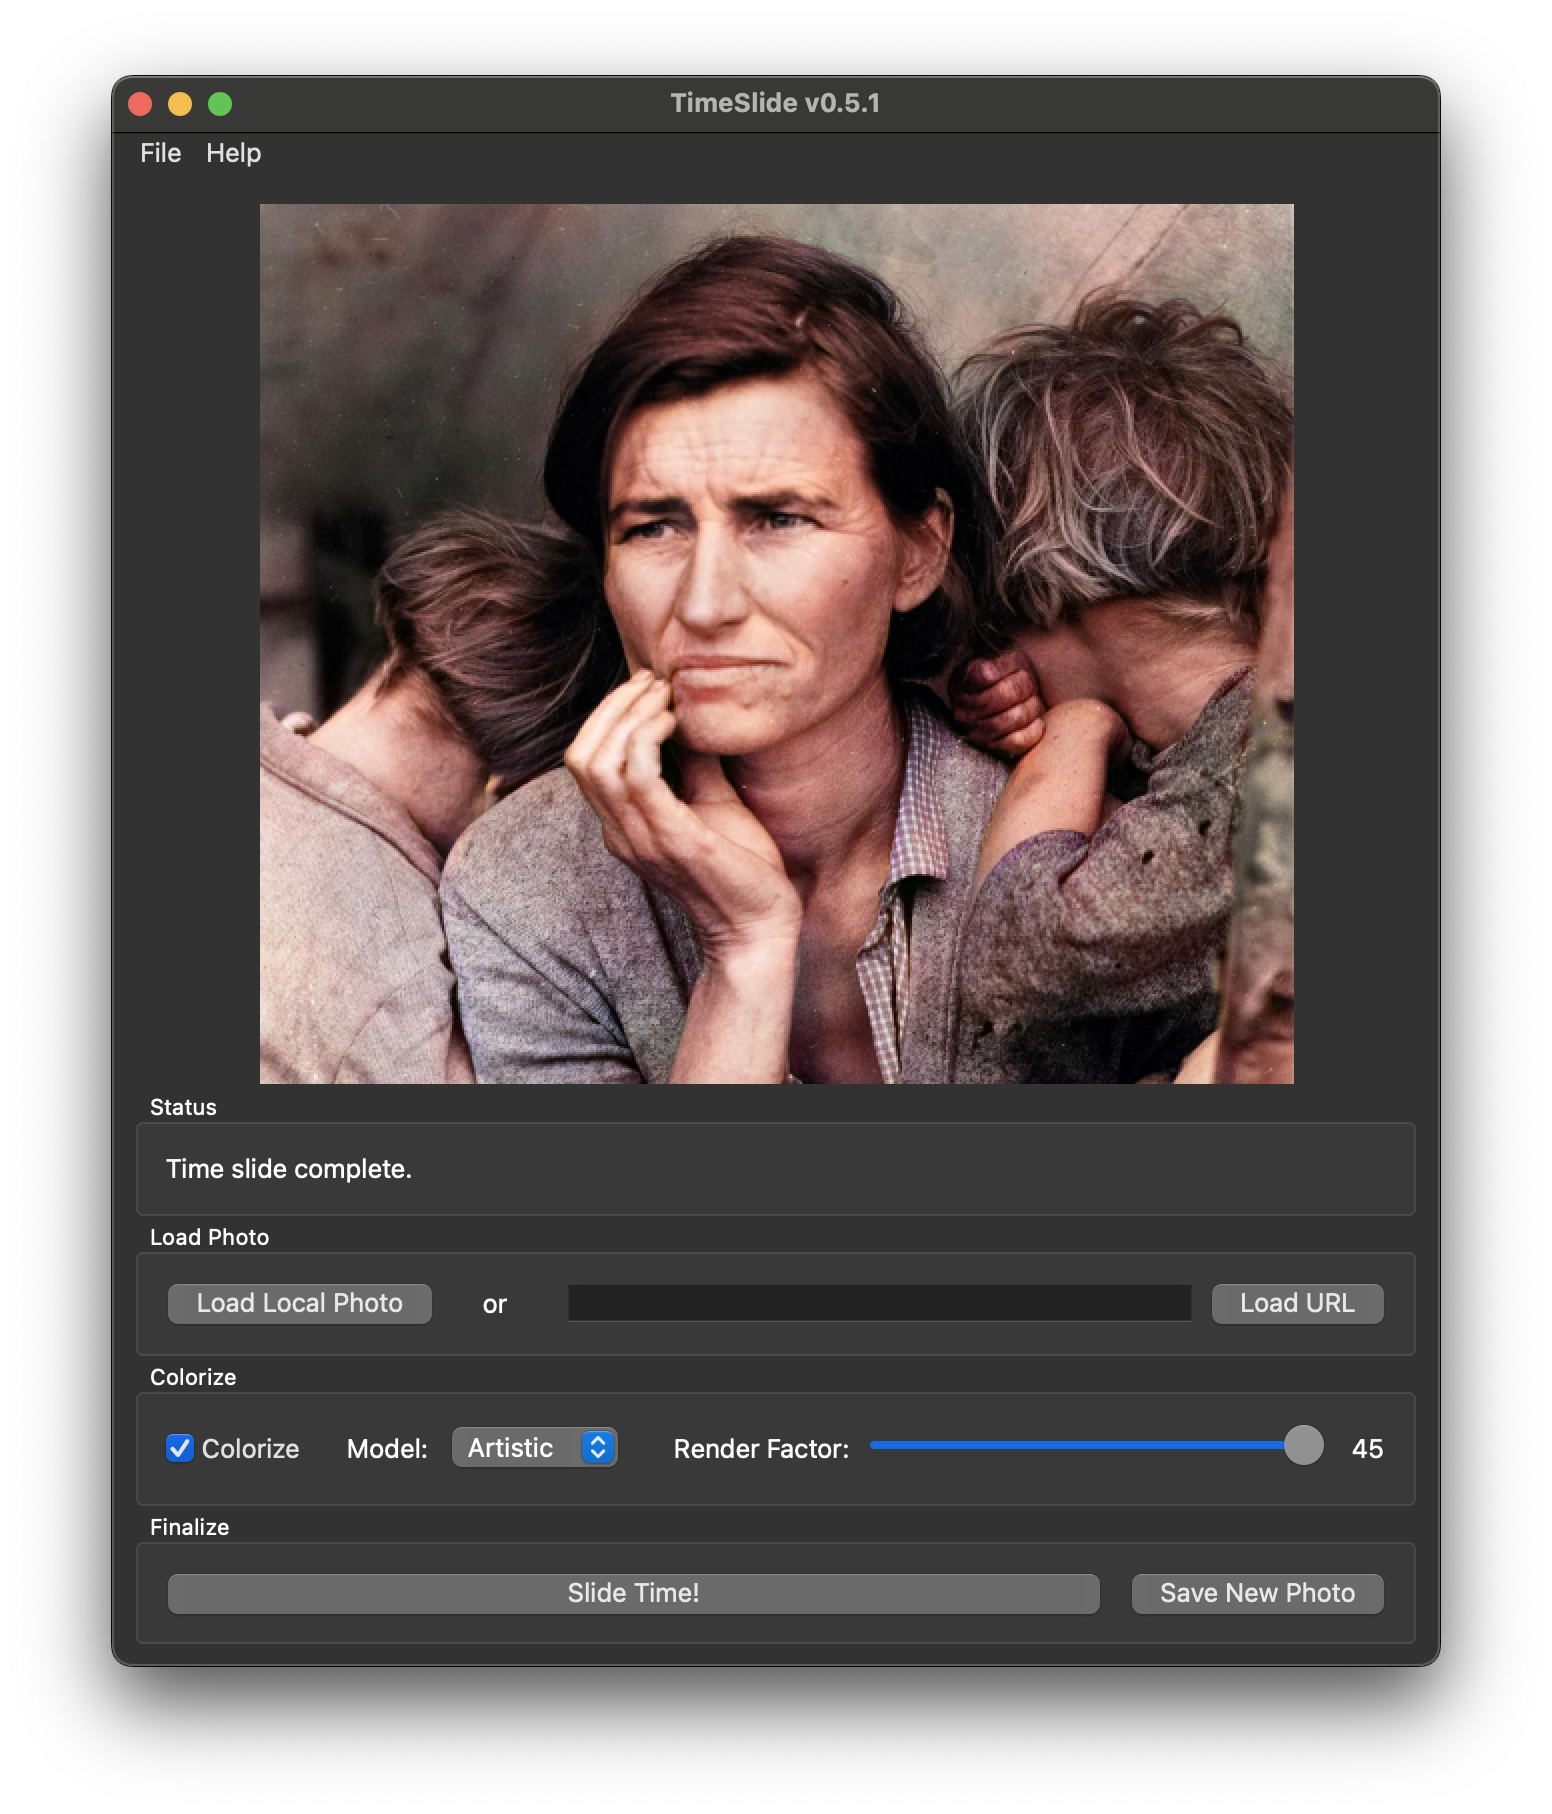 TimeSlide v0.5.1
File Help
Status
Time slide complete.
Load Photo
Load Local Photo or Load URL
Colorize
Colorize Model: Artistic Render Factor: 45
Finalize
Slide Time! Save New Photo